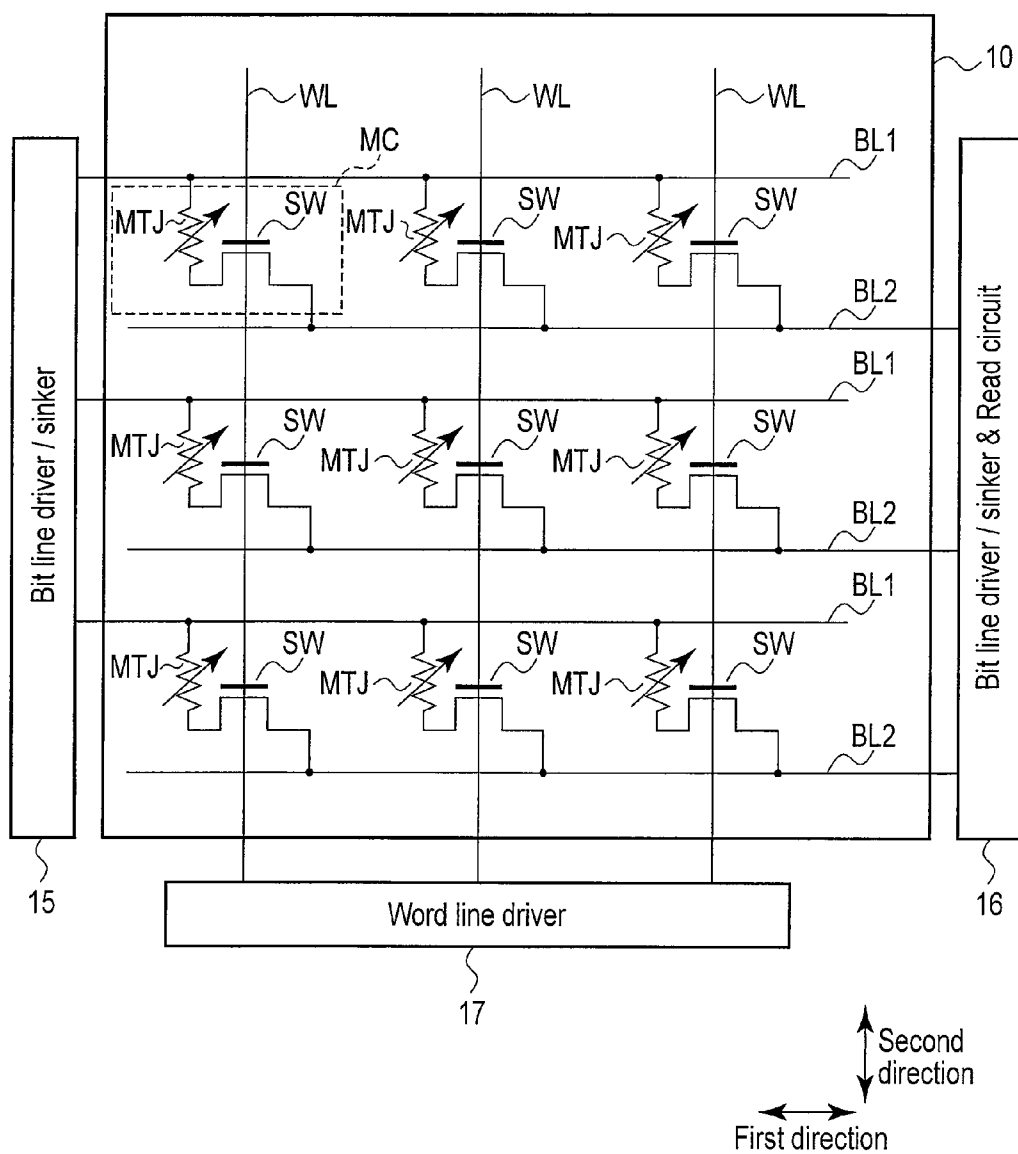 10
WL
WL
WL
MC
BL1
MTJ
SW
MTJ
SW
MTJ
SW
BL2
BL1
MTJ
SW
MTJ
SW
MTJ
SW
BL2
BL1
MTJ
SW
MTJ
SW
MTJ
SW
BL2
Bit line driver / sinker
Bit line driver / sinker & Read circuit
15
16
Word line driver
17
Second
direction
First direction